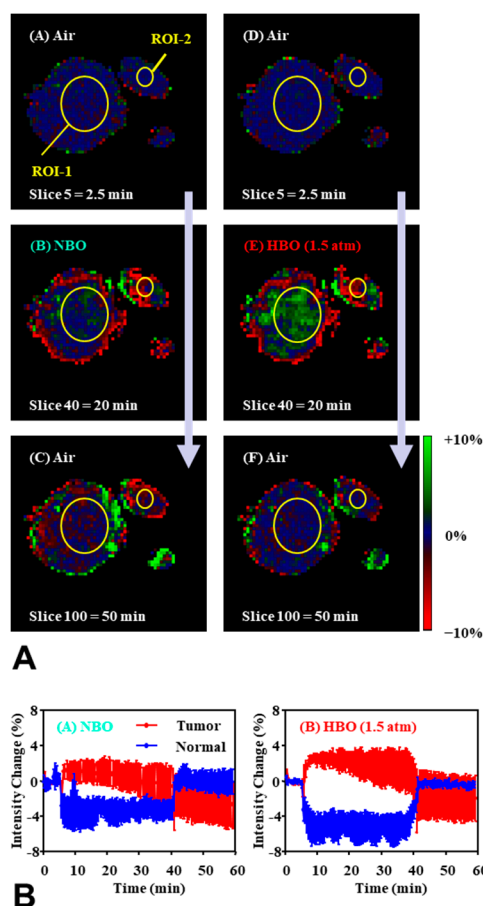 (A) Air
ROI-2
ROI-1
Slice 5 = 2.5 min
(D) Air
Slice 5 = 2.5 min
(B) NBO
Slice 40 = 20 min
(E) HBO (1.5 atm)
Slice 40 = 20 min
(C) Air
Slice 100 = 50 min
(F) Air
Slice 100 = 50 min
+10%
0%
−10%
A
(A) NBO
Tumor
Normal
Intensity Change (%)
8
4
0
-4
-8
0 10 20 30 40 50 60
Time (min)
(B) HBO (1.5 atm)
Intensity Change (%)
8
4
0
-4
-8
0 10 20 30 40 50 60
Time (min)
B